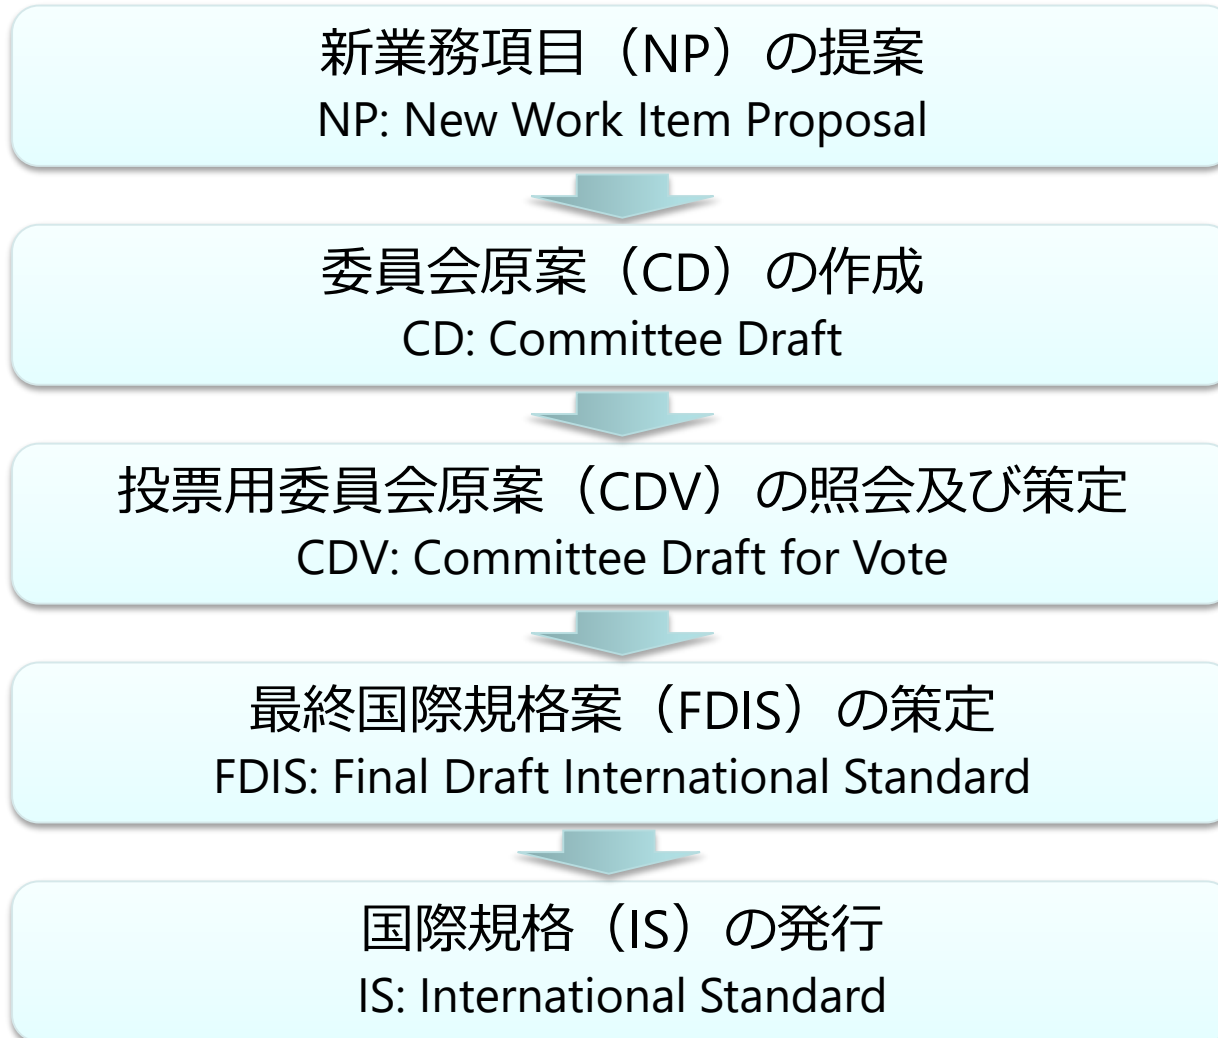 新業務項目（NP）の提案
NP: New Work Item Proposal
委員会原案（CD）の作成
CD: Committee Draft
投票用委員会原案（CDV）の照会及び策定
CDV: Committee Draft for Vote
最終国際規格案（FDIS）の策定
FDIS: Final Draft International Standard
国際規格（IS）の発行
IS: International Standard